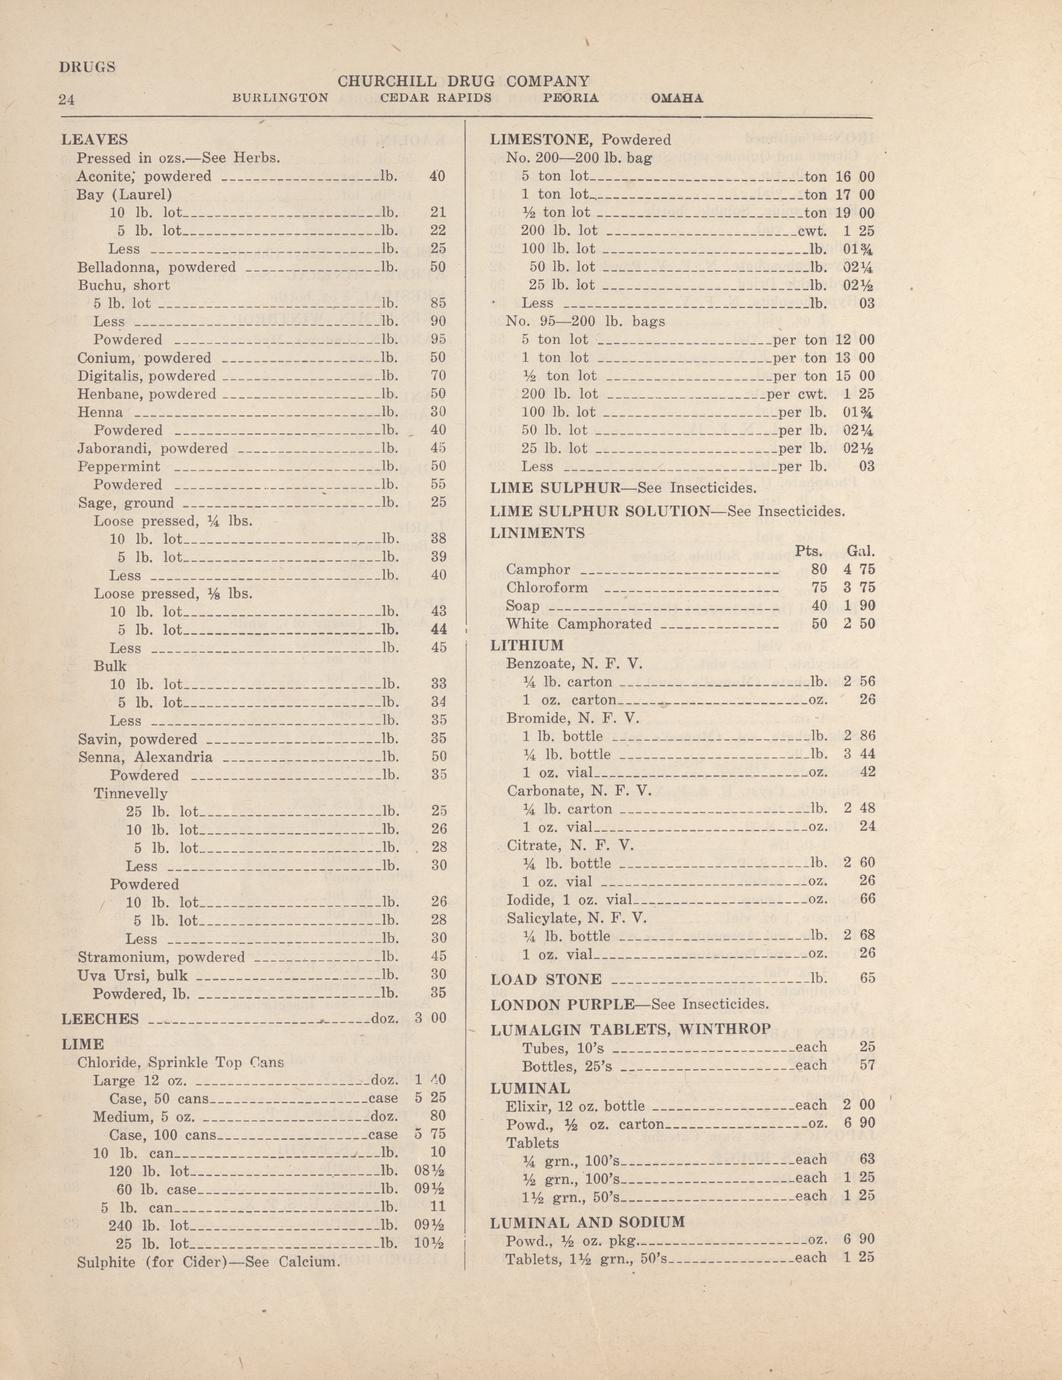 DRUGS
CHURCHILL DRUG COMPANY
24 BURLINGTON CEDAR RAPIDS PEORIA OMAHA
LEAVES
Pressed in ozs.—See Herbs.
Aconite, powdered lb. 40
Bay (Laurel)
10 lb. lot lb. 21
5 lb. lot lb. 22
Less lb. 25
Belladonna, powdered lb. 50
Buchu, short
5 lb. lot lb. 85
Less lb. 90
Powdered lb. 95
Conium, powdered lb. 50
Digitalis, powdered lb. 70
Henbane, powdered lb. 50
Henna lb. 30
Powdered lb. 40
Jaborandi, powdered lb. 45
Peppermint lb. 50
Powdered lb. 55
Sage, ground lb. 25
Loose pressed, ¼ lbs.
10 lb. lot lb. 38
5 lb. lot lb. 39
Less lb. 40
Loose pressed, ⅛ lbs.
10 lb. lot lb. 43
5 lb. lot lb. 44
Less lb. 45
Bulk
10 lb. lot lb. 33
5 lb. lot lb. 34
Less lb. 35
Savin, powdered lb. 35
Senna, Alexandria lb. 50
Powdered lb. 35
Tinnevelly
25 lb. lot lb. 25
10 lb. lot lb. 26
5 lb. lot lb. 28
Less lb. 30
Powdered
10 lb. lot lb. 26
5 lb. lot lb. 28
Less lb. 30
Stramonium, powdered lb. 45
Uva Ursi, bulk lb. 30
Powdered, lb. lb. 35
LEECHES doz. 3 00
LIME
Chloride, Sprinkle Top Cans
Large 12 oz. doz. 1 40
Case, 50 cans case 5 25
Medium, 5 oz. doz. 80
Case, 100 cans case 5 75
10 lb. can lb. 10
120 lb. lot lb. 08½
60 lb. case lb. 09½
5 lb. can lb. 11
240 lb. lot lb. 09½
25 lb. lot lb. 10½
Sulphite (for Cider)—See Calcium.
LIMESTONE, Powdered
No. 200—200 lb. bag
5 ton lot ton 16 00
1 ton lot ton 17 00
½ ton lot ton 19 00
200 lb. lot cwt. 1 25
100 lb. lot lb. 01¾
50 lb. lot lb. 02¼
25 lb. lot lb. 02½
Less lb. 03
No. 95—200 lb. bags
5 ton lot per ton 12 00
1 ton lot per ton 13 00
½ ton lot per ton 15 00
200 lb. lot per cwt. 1 25
100 lb. lot per lb. 01¾
50 lb. lot per lb. 02¼
25 lb. lot per lb. 02½
Less per lb. 03
LIME SULPHUR—See Insecticides.
LIME SULPHUR SOLUTION—See Insecticides.
LINIMENTS
Pts. Gal.
Camphor 80 4 75
Chloroform 75 3 75
Soap 40 1 90
White Camphorated 50 2 50
LITHIUM
Benzoate, N. F. V.
¼ lb. carton lb. 2 56
1 oz. carton oz. 26
Bromide, N. F. V.
1 lb. bottle lb. 2 86
¼ lb. bottle lb. 3 44
1 oz. vial oz. 42
Carbonate, N. F. V.
¼ lb. carton lb. 2 48
1 oz. vial oz. 24
Citrate, N. F. V.
¼ lb. bottle lb. 2 60
1 oz. vial oz. 26
Iodide, 1 oz. vial oz. 66
Salicylate, N. F. V.
¼ lb. bottle lb. 2 68
1 oz. vial oz. 26
LOAD STONE lb. 65
LONDON PURPLE—See Insecticides.
LUMALGIN TABLETS, WINTHROP
Tubes, 10's each 25
Bottles, 25's each 57
LUMINAL
Elixir, 12 oz. bottle each 2 00
Powd., ½ oz. carton oz. 6 90
Tablets
¼ grn., 100's each 63
½ grn., 100's each 1 25
1½ grn., 50's each 1 25
LUMINAL AND SODIUM
Powd., ½ oz. pkg. oz. 6 90
Tablets, 1½ grn., 50's each 1 25